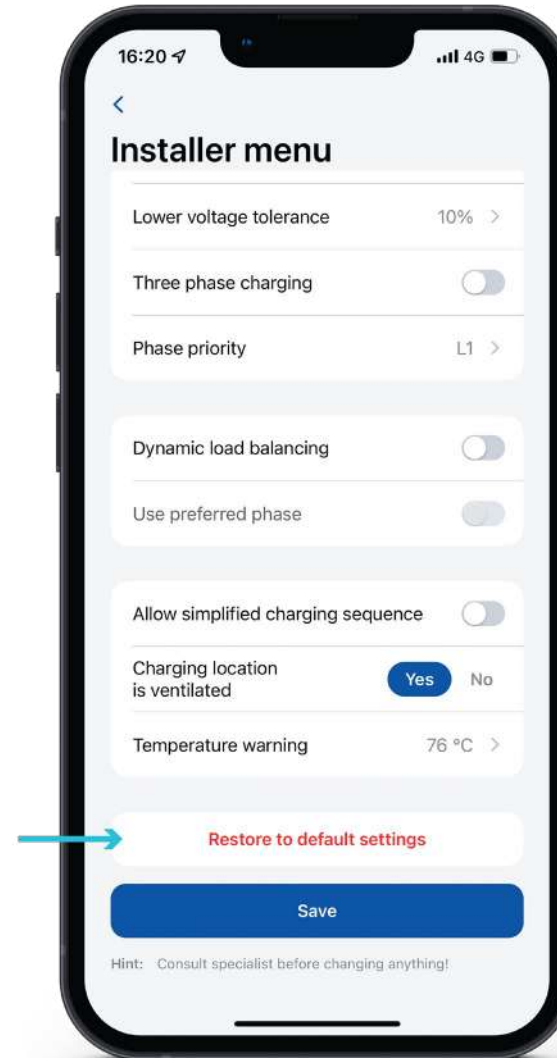 16:20
4G
Installer menu
Lower voltage tolerance 10%
Three phase charging
Phase priority L1
Dynamic load balancing
Use preferred phase
Allow simplified charging sequence
Charging location
is ventilated
Yes No
Temperature warning 76 °C
Restore to default settings
Save
Hint: Consult specialist before changing anything!